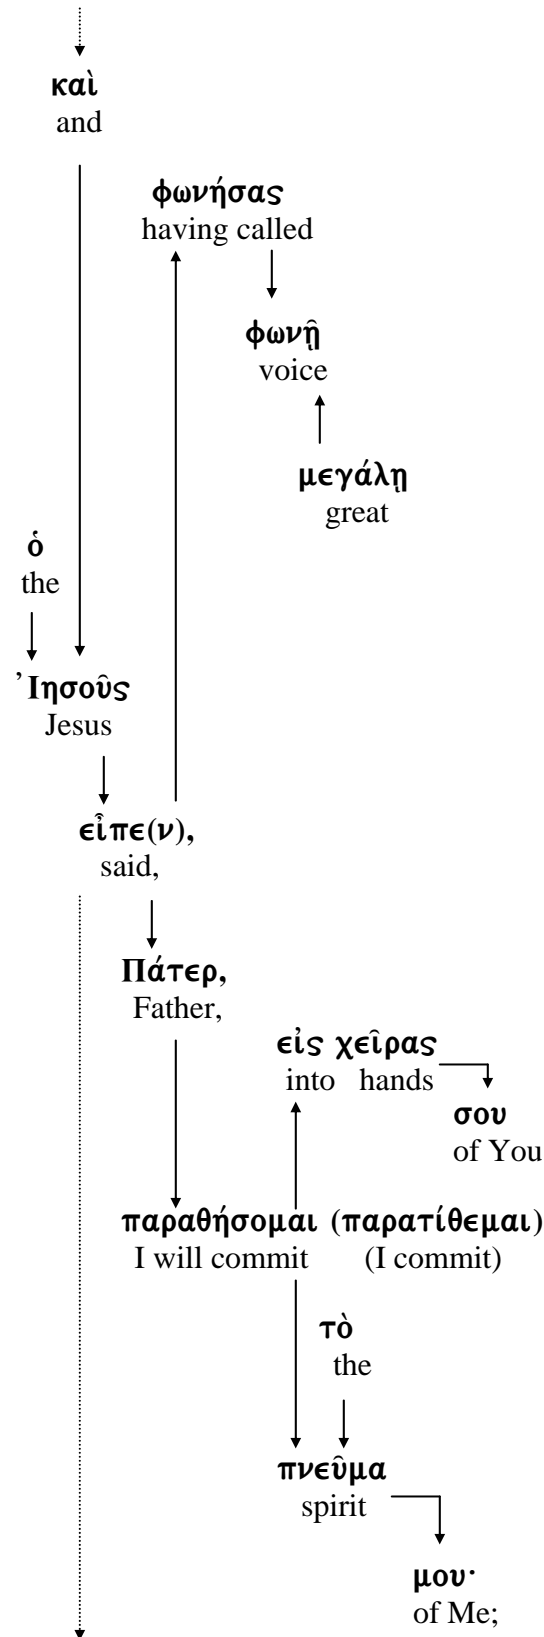 καὶ
and
φωνήσας
having called
φωνῇ
voice
μεγάλῃ
great
ὁ
the
Ἰησοῦς
Jesus
εἶπε(ν),
said,
Πάτερ,
Father,
εἰς χεῖρας
into hands
σου
of You
παραθήσομαι (παρατίθεμαι)
I will commit (I commit)
τὸ
the
πνεῦμα
spirit
μου·
of Me;